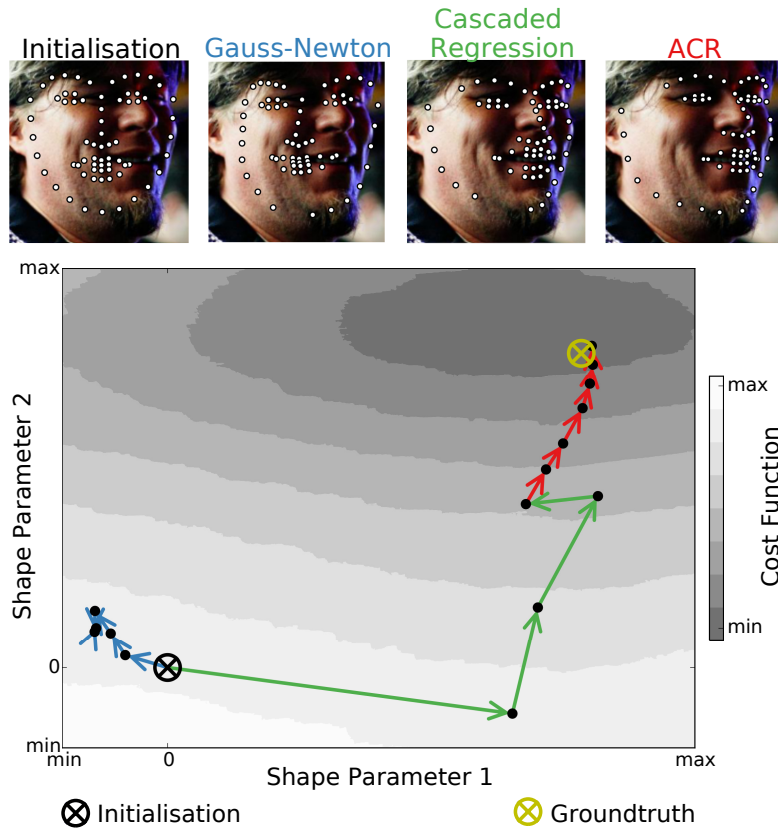 Initialisation
Gauss-Newton
Cascaded
Regression
ACR
max
Shape Parameter 2
0
min
min
0
max
Shape Parameter 1
max
Cost Function
min
Initialisation
Groundtruth